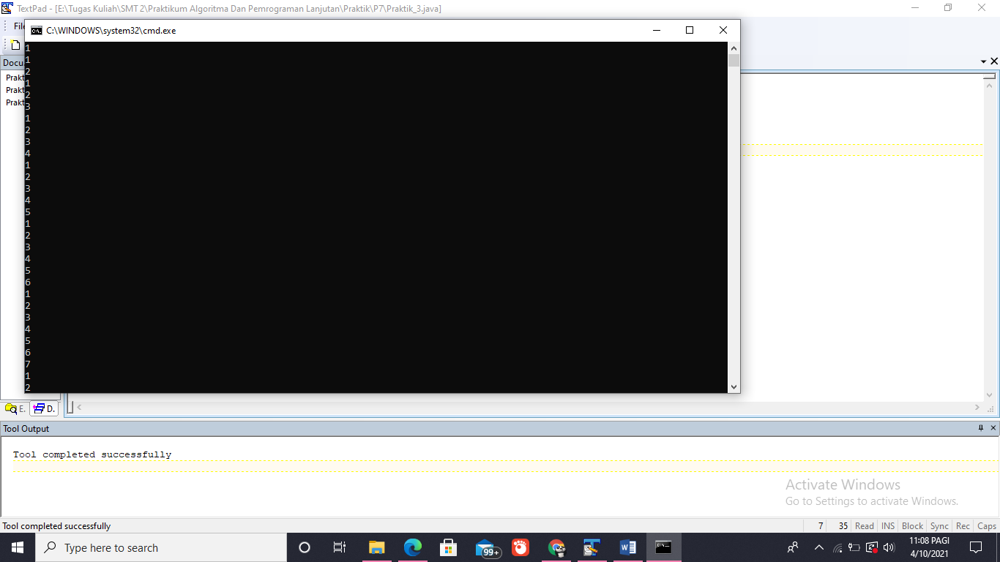 TextPad - [E:\Tugas Kuliah\SMT 2\Praktikum Algoritma Dan Pemrograman Lanjutan\Praktik\P7\Praktik_3.java]
File
C:\WINDOWS\system32\cmd.exe
Docu
Prakt
Prakt
Prakt
1
1
2
1
2
3
1
2
3
4
1
2
3
4
5
1
2
3
4
5
6
1
2
3
4
5
6
7
1
2
E.
D.
Tool Output
Tool completed successfully
Activate Windows
Go to Settings to activate Windows.
Tool completed successfully
7 35 Read INS Block Sync Rec Caps
Type here to search
99+
11:08 PAGI
4/10/2021